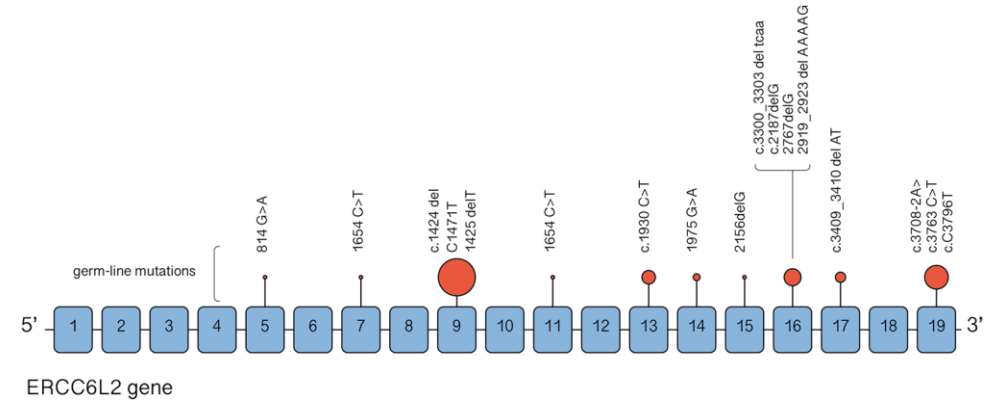 c.3300_3303 del tcaa
c.2187delG
2767delG
2919_2923 del AAAAG
814 G>A
1654 C>T
c.1424 del
C1471T
1425 delT
1654 C>T
c.1930 C>T
1975 G>A
2156delG
c.3409_3410 del AT
c.3708-2A>
c.3763 C>T
c.C3796T
germ-line mutations
5’ 1 2 3 4 5 6 7 8 9 10 11 12 13 14 15 16 17 18 19 3’
ERCC6L2 gene